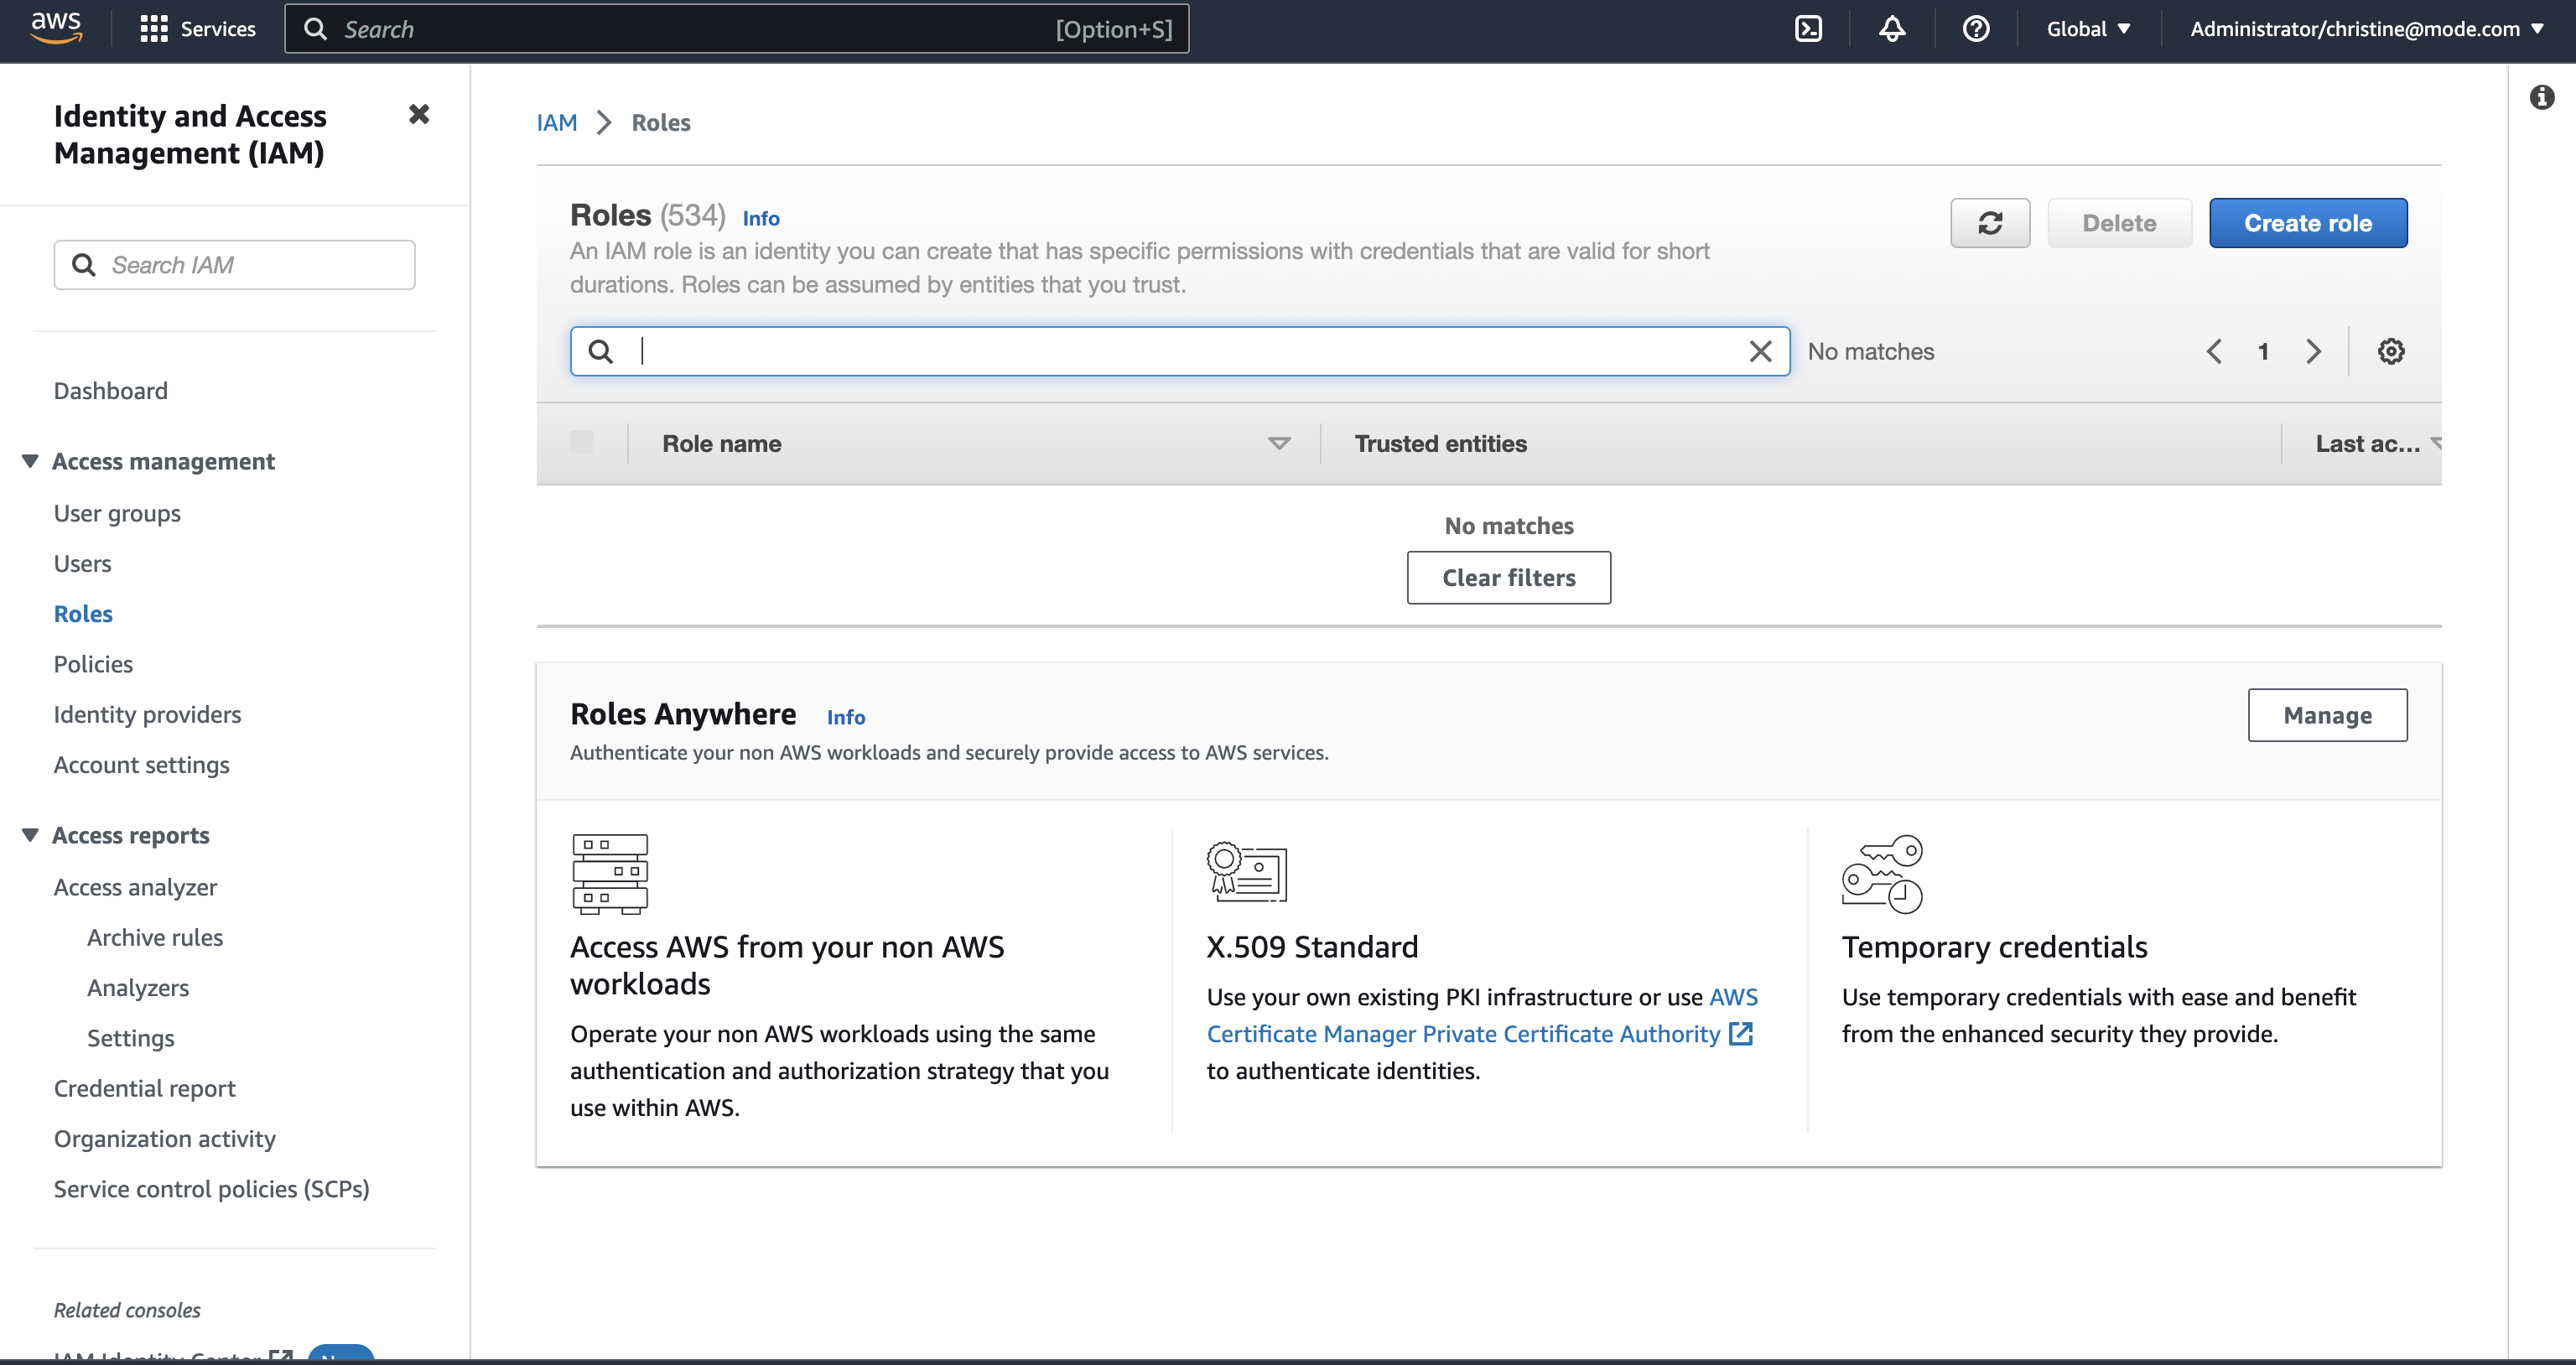 aws
Services
Search
[Option+S]
Global
Administrator/christine@mode.com
Identity and Access
Management (IAM)
Search IAM
Dashboard
Access management
User groups
Users
Roles
Policies
Identity providers
Account settings
Access reports
Access analyzer
Archive rules
Analyzers
Settings
Credential report
Organization activity
Service control policies (SCPs)
Related consoles
IAM Identity Center
IAM
Roles
Roles (534) Info
An IAM role is an identity you can create that has specific permissions with credentials that are valid for short
durations. Roles can be assumed by entities that you trust.
Delete
Create role
No matches
1
Role name
Trusted entities
Last ac...
No matches
Clear filters
Roles Anywhere Info
Authenticate your non AWS workloads and securely provide access to AWS services.
Manage
Access AWS from your non AWS
workloads
Operate your non AWS workloads using the same
authentication and authorization strategy that you
use within AWS.
X.509 Standard
Use your own existing PKI infrastructure or use AWS
Certificate Manager Private Certificate Authority
to authenticate identities.
Temporary credentials
Use temporary credentials with ease and benefit
from the enhanced security they provide.